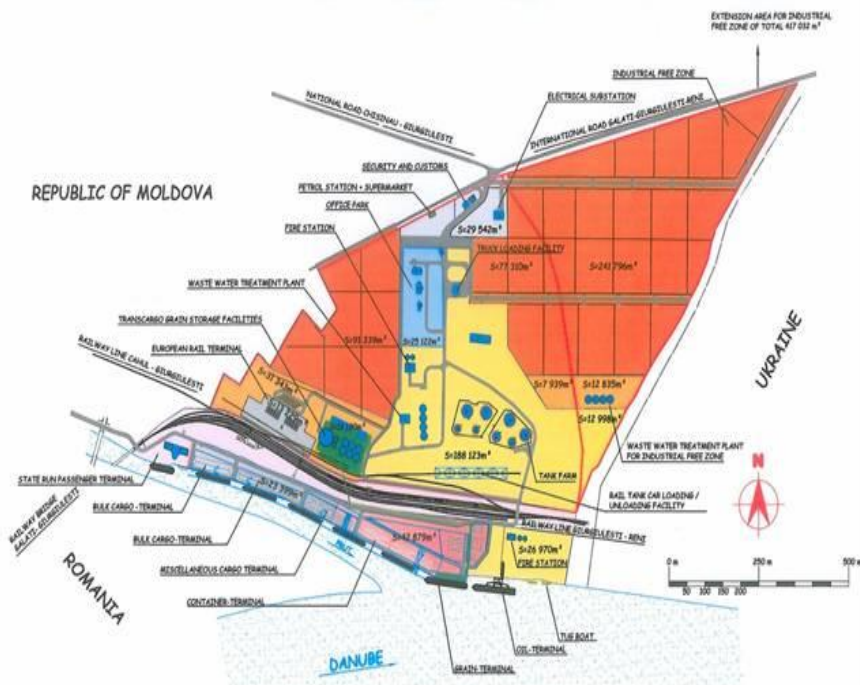 EXTENSION AREA FOR INDUSTRIAL
FREE ZONE OF TOTAL 417 032 m²
INDUSTRIAL FREE ZONE
ELECTRICAL SUBSTATION
NATIONAL ROAD CHISINAU - GIURGIULESTI
INTERNATIONAL ROAD GALATI-GIURGIULESTI-RENI
SECURITY AND CUSTOMS
REPUBLIC OF MOLDOVA
PETROL STATION + SUPERMARKET
OFFICE PARK
FIRE STATION
S=29 542m²
TRUCK LOADING FACILITY
S=77 310m²
S=241 796m²
WASTE WATER TREATMENT PLANT
TRANSCARGO GRAIN STORAGE FACILITIES
EUROPEAN RAIL TERMINAL
RAILWAY LINE CAHUL - GIURGIULESTI
S=25 122m²
UKRAINE
S=7 939m²
S=12 835m²
S=12 998m²
WASTE WATER TREATMENT PLANT
FOR INDUSTRIAL FREE ZONE
S=188 123m²
TANK FARM
RAIL TANK CAR LOADING /
UNLOADING FACILITY
N
STATE RUN PASSENGER TERMINAL
BULK CARGO -TERMINAL
RAILWAY BRIDGE
GALATI- GIURGIULESTI
BULK CARGO-TERMINAL
RAILWAY LINE GIURGIULESTI - RENI
S=26 970m²
FIRE STATION
MISCELLANEOUS CARGO TERMINAL
ROMANIA
PRUT
CONTAINER-TERMINAL
0 m
500 m
50 100 150 200
TUG BOAT
OIL-TERMINAL
GRAIN-TERMINAL
DANUBE